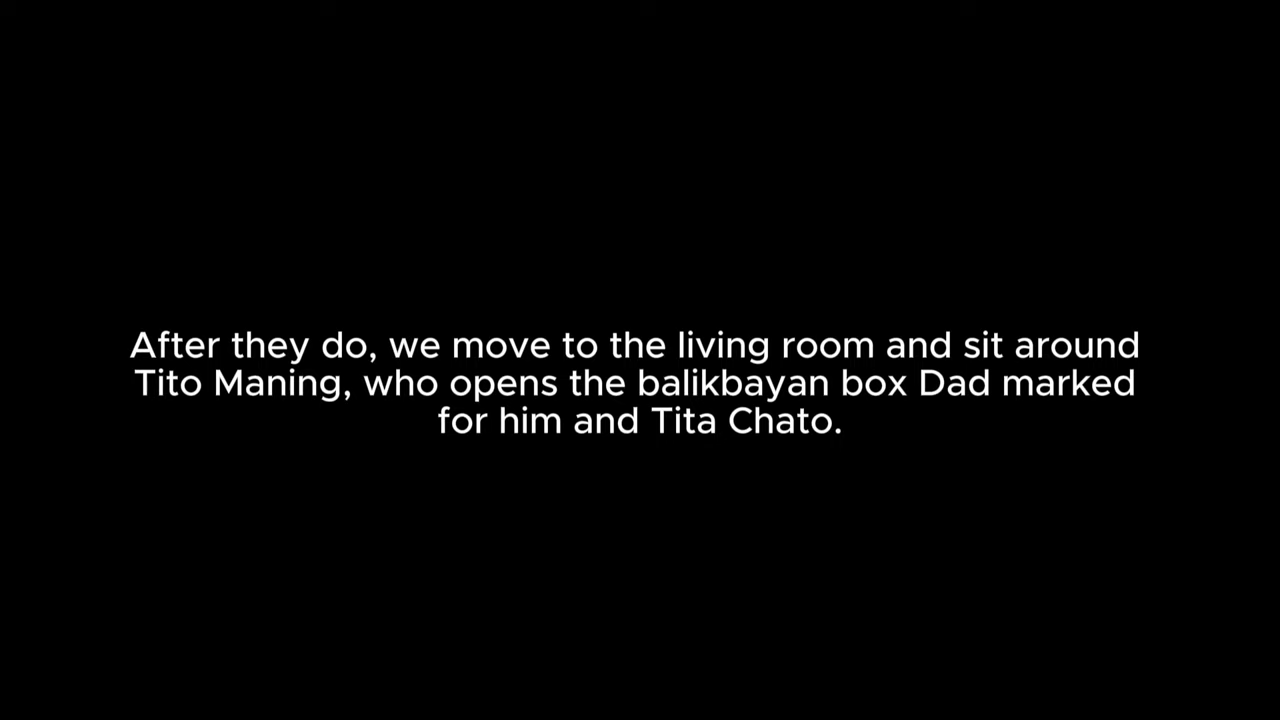 After they do, we move to the living room and sit around
Tito Maning, who opens the balikbayan box Dad marked
for him and Tita Chato.